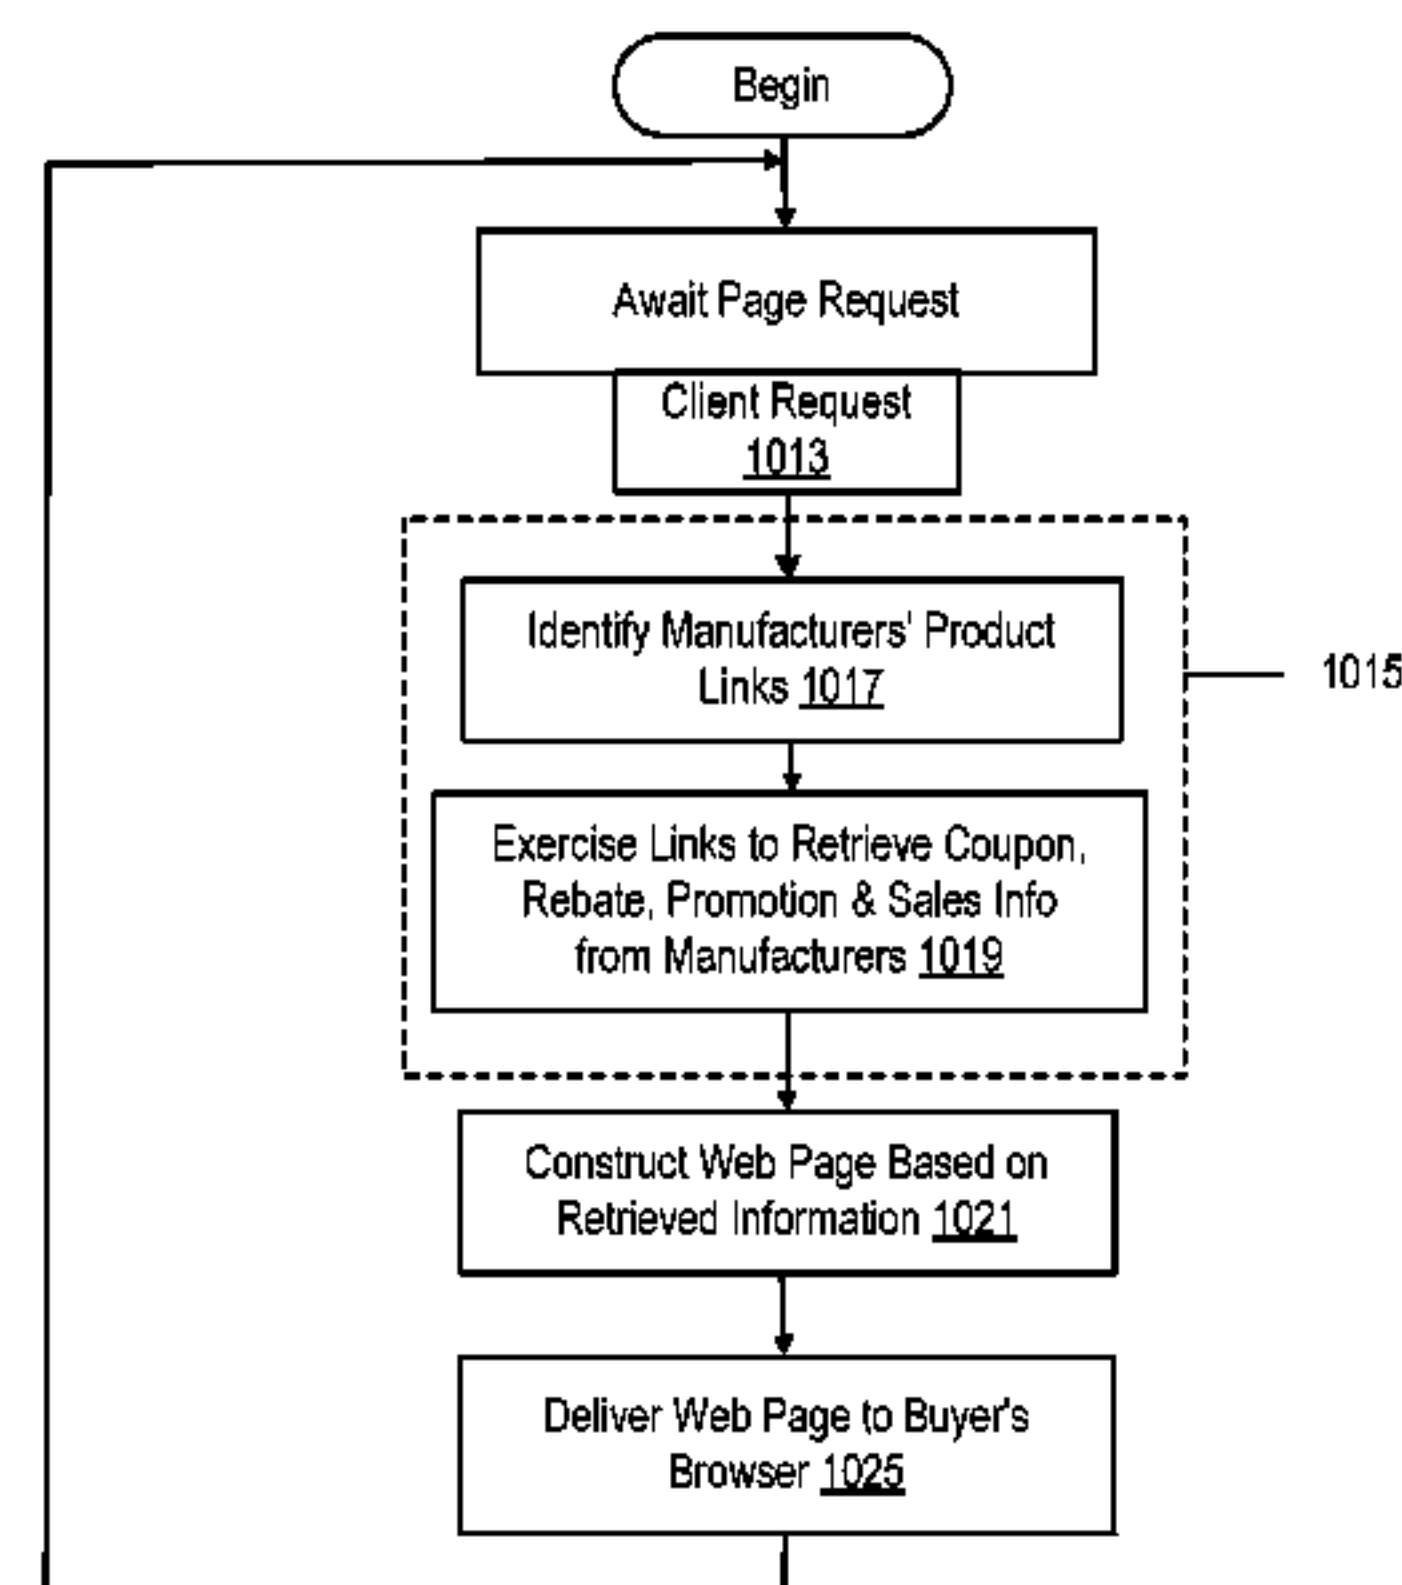 Begin
Await Page Request
Client Request
1013
Identify Manufacturers' Product
Links 1017
1015
Exercise Links to Retrieve Coupon,
Rebate, Promotion & Sales Info
from Manufacturers 1019
Construct Web Page Based on
Retrieved Information 1021
Deliver Web Page to Buyer's
Browser 1025